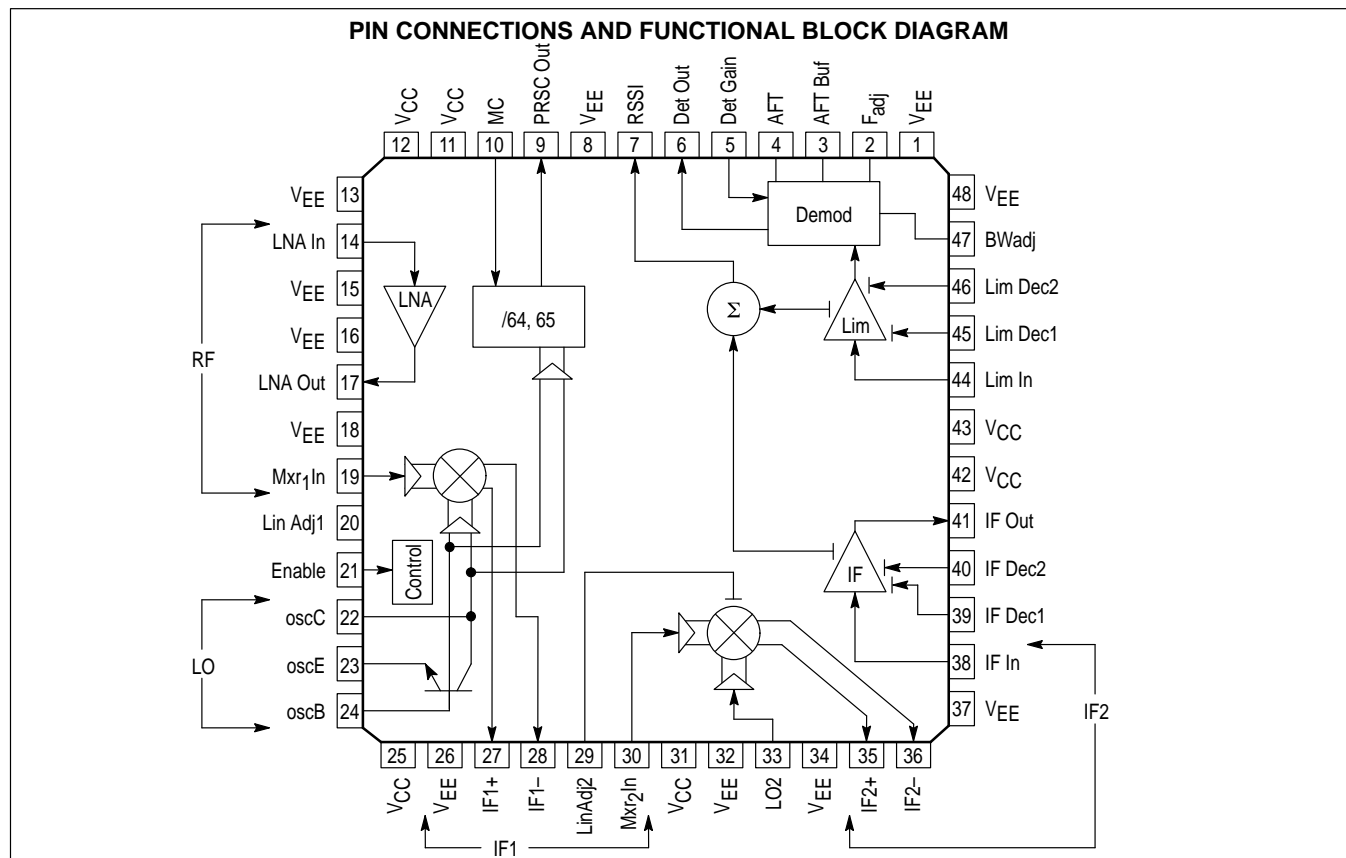 PIN CONNECTIONS AND FUNCTIONAL BLOCK DIAGRAM
VCC
VCC
MC
PRSC Out
VEE
RSSI
Det Out
Det Gain
AFT
AFT Buf
Fadj
VEE
12
11
10
9
8
7
6
5
4
3
2
1
VEE
13
LNA In
14
VEE
15
VEE
16
LNA Out
17
VEE
18
Mxr1In
19
Lin Adj1
20
Enable
21
oscC
22
oscE
23
oscB
24
RF
LO
LNA
/64, 65
Σ
Demod
Lim
Control
IF
48
VEE
47
BWadj
46
Lim Dec2
45
Lim Dec1
44
Lim In
43
VCC
42
VCC
41
IF Out
40
IF Dec2
39
IF Dec1
38
IF In
37
VEE
IF2
25
26
27
28
29
30
31
32
33
34
35
36
VCC
VEE
IF1+
IF1–
LinAdj2
Mxr2In
VCC
VEE
LO2
VEE
IF2+
IF2–
IF1